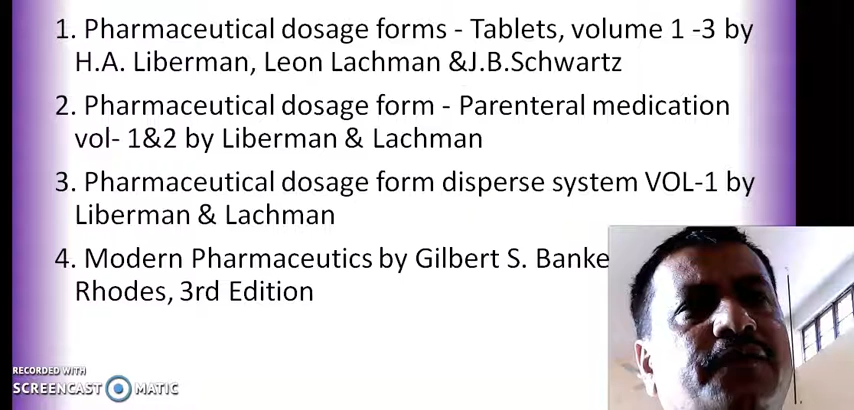 1. Pharmaceutical dosage forms - Tablets, volume 1 -3 by
H.A. Liberman, Leon Lachman &J.B.Schwartz
2. Pharmaceutical dosage form - Parenteral medication
vol- 1&2 by Liberman & Lachman
3. Pharmaceutical dosage form disperse system VOL-1 by
Liberman & Lachman
4. Modern Pharmaceutics by Gilbert S. Banke
Rhodes, 3rd Edition
RECORDED WITH
SCREENCAST MATIC